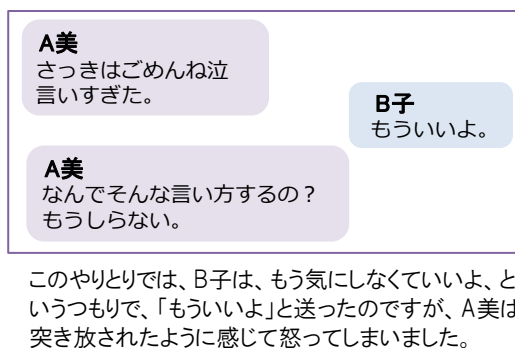 A美
さっきはごめんね泣
言いすぎた。
B子
もういいよ。
A美
なんでそんな言い方するの？
もうしらない。
このやりとりでは、B子は、もう気にしなくていいよ、と
いうつもりで、「もういいよ」と送ったのですが、A美は
突き放されたように感じて怒ってしまいました。